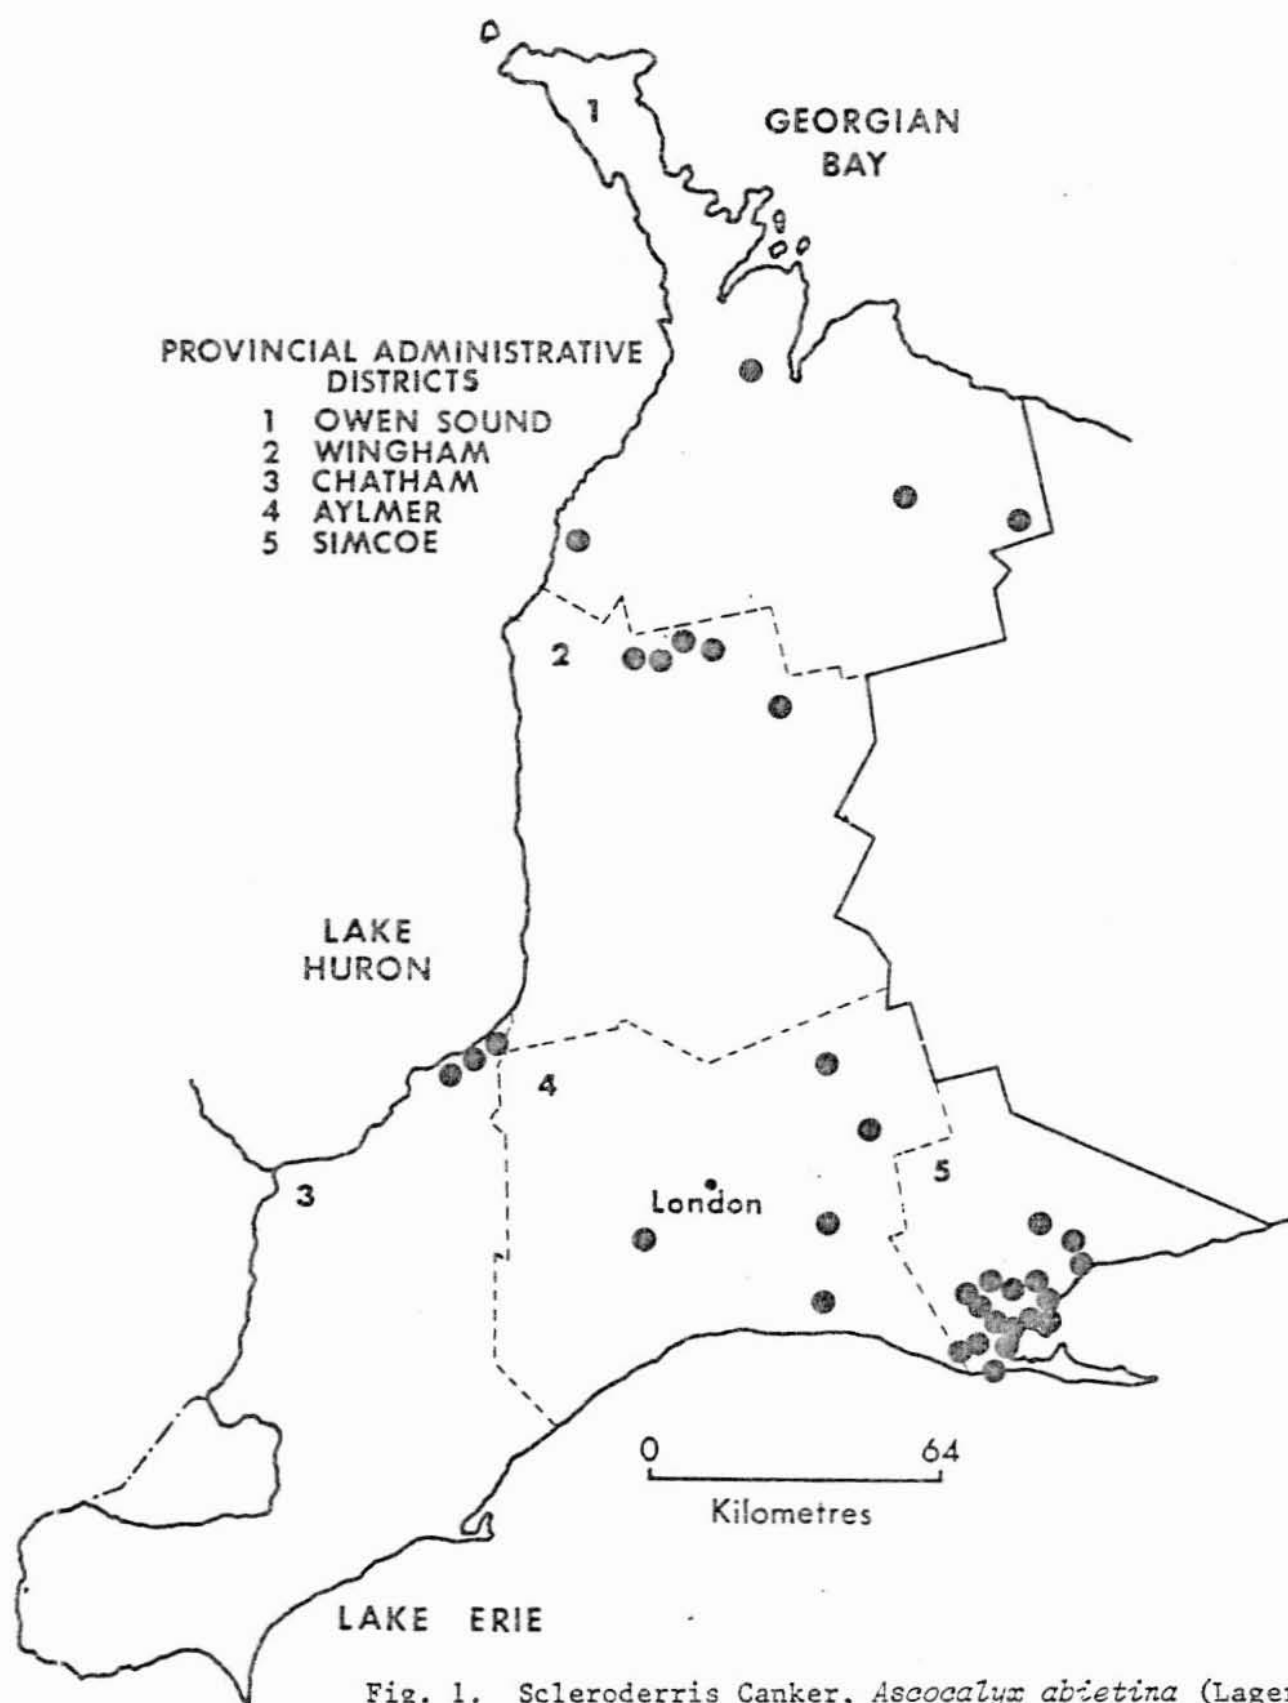 1
GEORGIAN
BAY
PROVINCIAL ADMINISTRATIVE
DISTRICTS
1 OWEN SOUND
2 WINGHAM
3 CHATHAM
4 AYLMER
5 SIMCOE
2
LAKE
HURON
4
5
3
London
0 64
Kilometres
LAKE ERIE
Fig. 1. Scleroderris Canker, Ascocalyx abietina (Lage